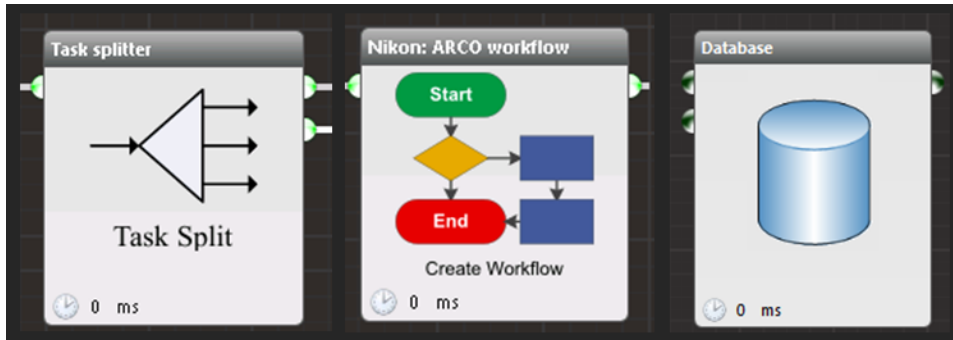 Task splitter
Task Split
0 ms
Nikon: ARCO workflow
Start
End
Create Workflow
0 ms
Database
0 ms